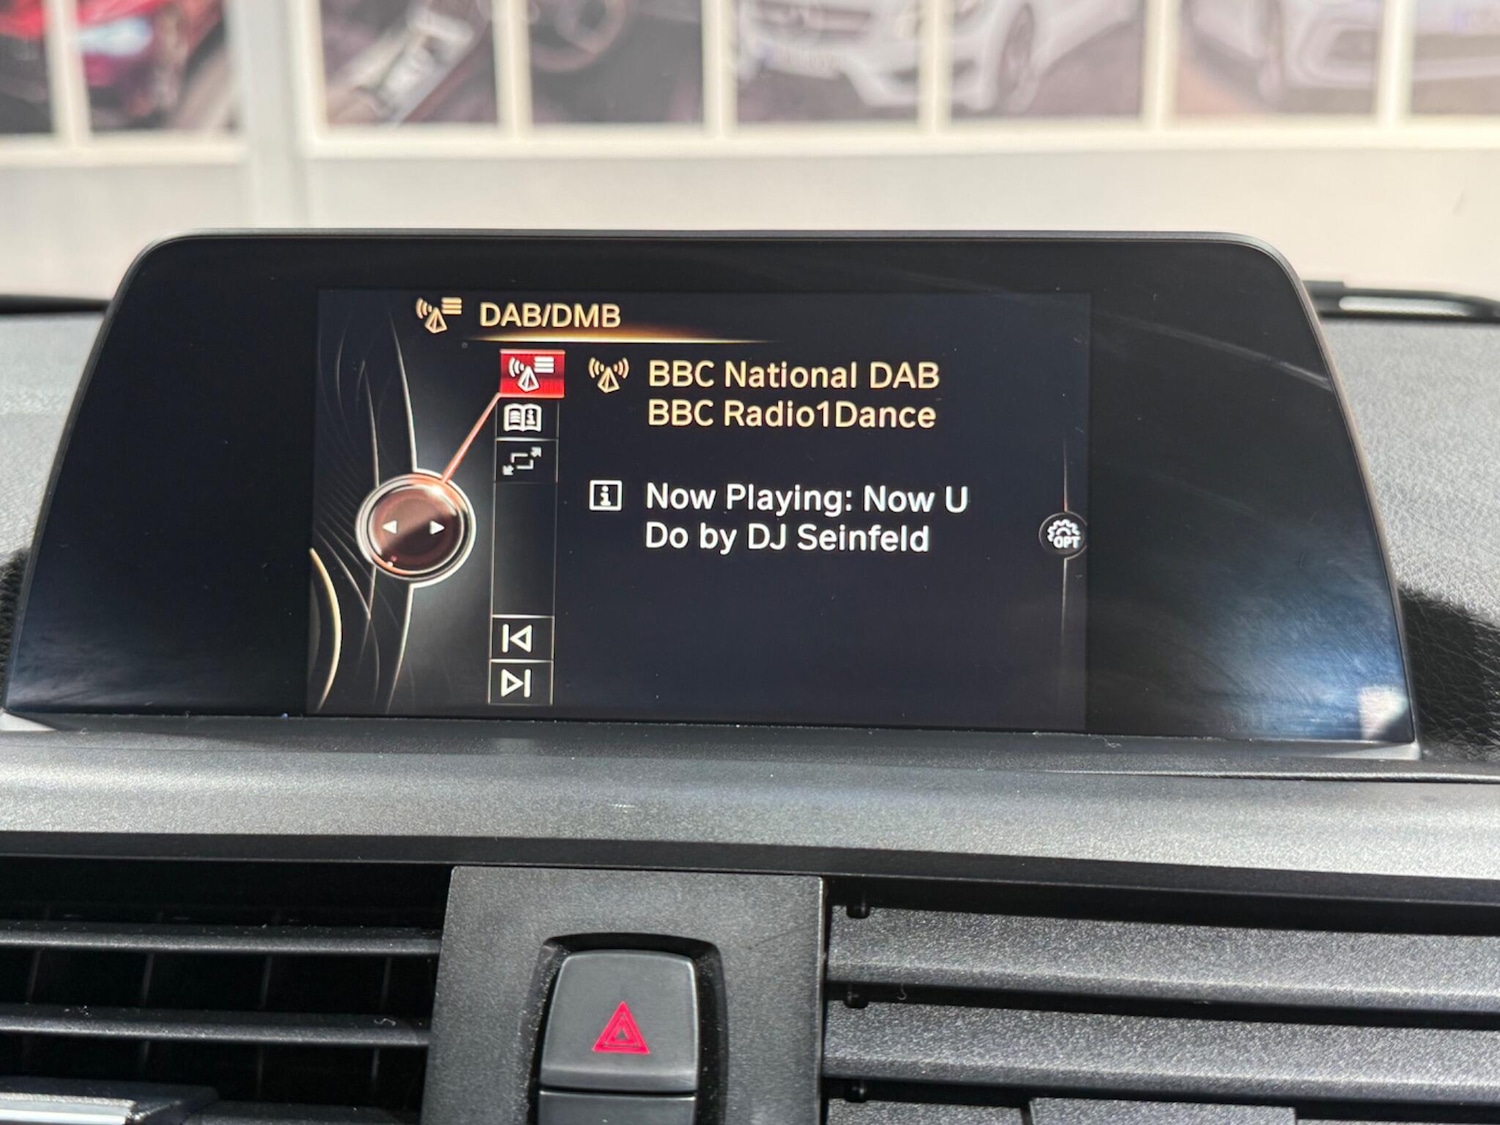 DAB/DMB
BBC National DAB
BBC Radio1Dance
Now Playing: Now U
Do by DJ Seinfeld
OPT